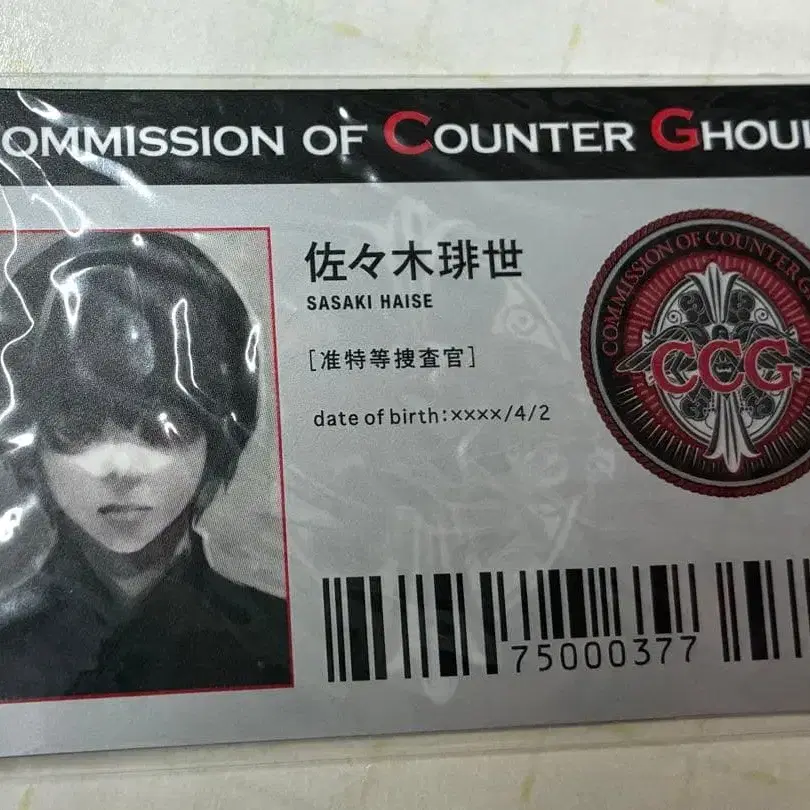 OMMISSION OF COUNTER GHOUL
佐々木琲世
SASAKI HAISE
[准特等捜査官]
date of birth:××××/4/2
COMMISSION OF COUNTER G
CCG
75000377